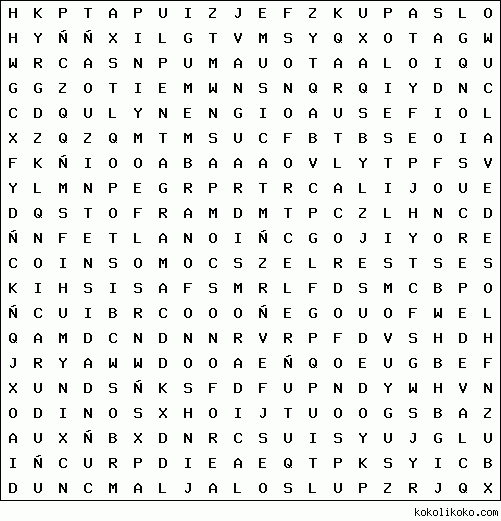 H K P T A P U I Z J E F Z K U P A S L O
H Y Ñ Ñ X I L G T V M S Y Q X O T A G W
W R C A S N P U M A U O T A A L O I Q U
G G Z O T I E M W N S N Q R Q I Y D N C
C D Q U L Y N E N G I O A U S E F I O L
X Z Q Z Q M T M S U C F B T B S E O I A
F K Ñ I O O A B A A A O V L Y T P F S V
Y L M N P E G R P R T R C A L I J O U E
D Q S T O F R A M D M T P C Z L H N C D
Ñ N F E T L A N O I Ñ C G O J I Y O R E
C O I N S O M O C S Z E L R E S T S E S
K I H S I S A F S M R L F D S M C B P O
Ñ C U I B R C O O O Ñ E G O U O F W E L
Q A M D C N D N N R V R P F D V S H D H
J R Y A W W D O O A E Ñ Q O E U G B E F
X U N D S Ñ K S F D F U P N D Y W H V N
O D I N O S X H O I J T U O O G S B A Z
A U X Ñ B X D N R C S U I S Y U J G L U
I Ñ C U R P D I E A E Q T P K S Y I C B
D U N C M A L J A L O S L U P Z R J Q X
kokolikoko.com